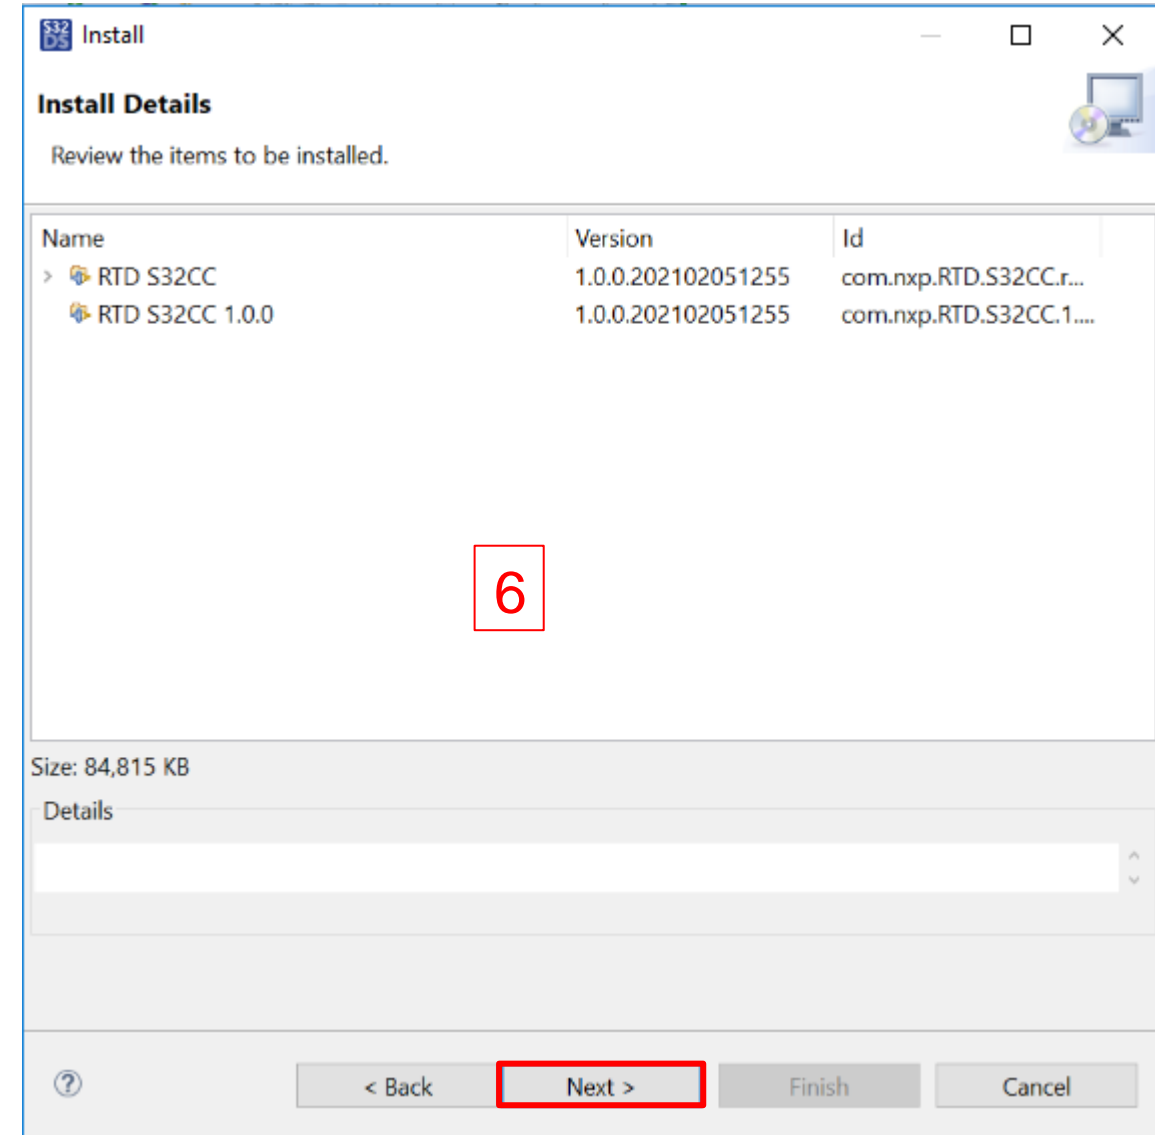 S32
DS Install
Install Details
Review the items to be installed.
Name Version Id
> RTD S32CC 1.0.0.202102051255 com.nxp.RTD.S32CC.r...
RTD S32CC 1.0.0 1.0.0.202102051255 com.nxp.RTD.S32CC.1....
6
Size: 84,815 KB
Details
? < Back Next > Finish Cancel